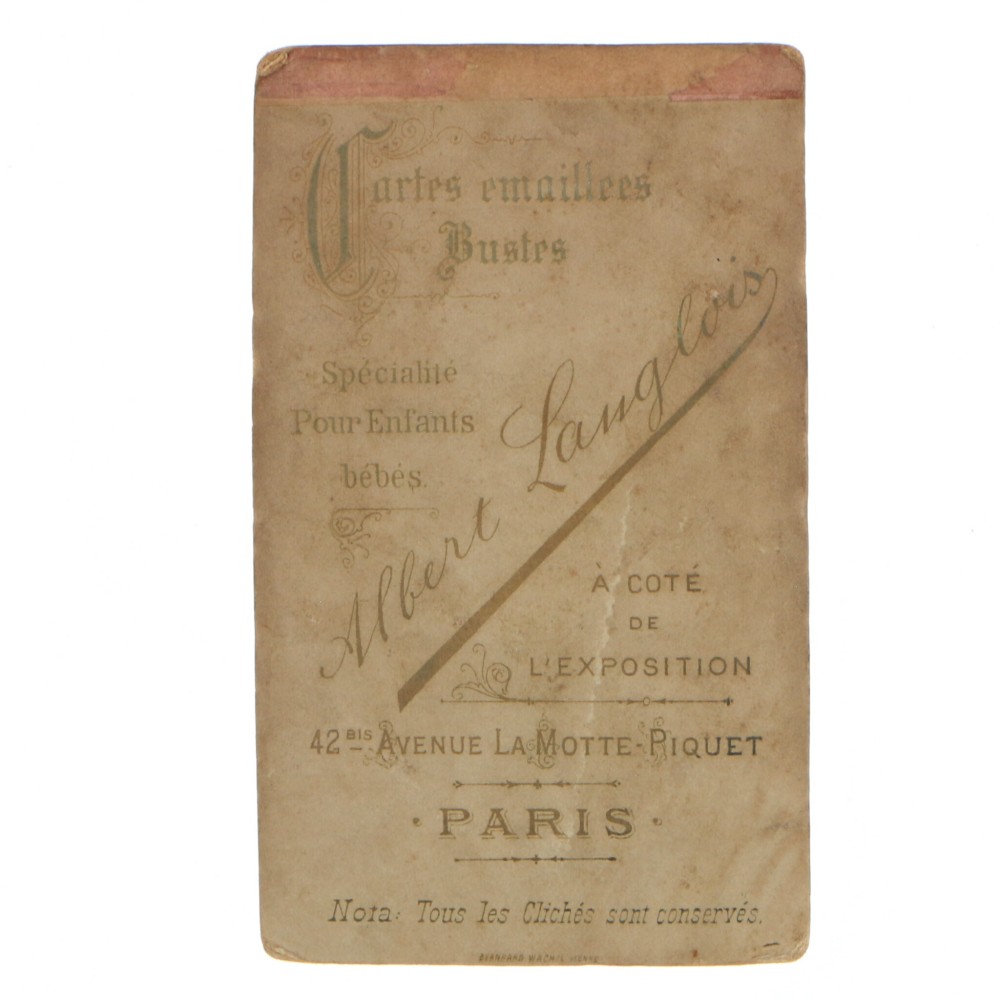 Cartes emaillees
Bustes
Spécialité
Pour Enfants
bébés.
Albert Langlois
À COTÉ
DE
L'EXPOSITION
42 BIS AVENUE LA MOTTE-PIQUET
PARIS
Nota: Tous les Clichés sont conservés.